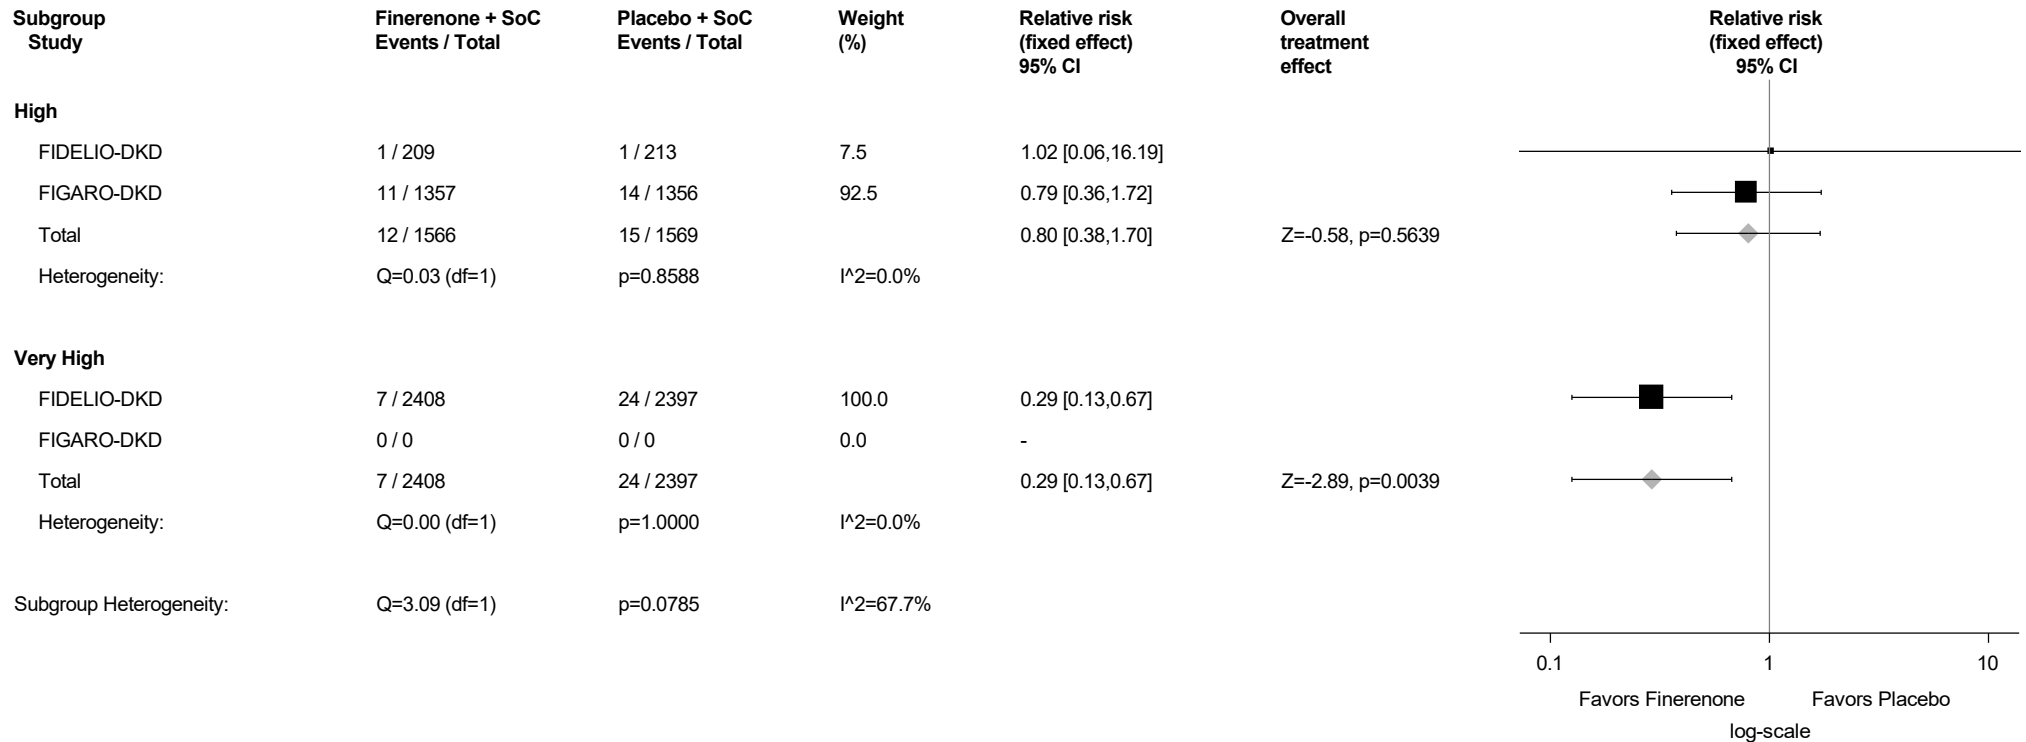 Subgroup Finerenone + SoC Placebo + SoC Weight Relative risk Overall Relative risk
Study Events / Total Events / Total (%) (fixed effect) treatment (fixed effect)
95% CI effect 95% CI
High
FIDELIO-DKD 1 / 209 1 / 213 7.5 1.02 [0.06,16.19]
FIGARO-DKD 11 / 1357 14 / 1356 92.5 0.79 [0.36,1.72]
Total 12 / 1566 15 / 1569 0.80 [0.38,1.70] Z=-0.58, p=0.5639
Heterogeneity: Q=0.03 (df=1) p=0.8588 I^2=0.0%
Very High
FIDELIO-DKD 7 / 2408 24 / 2397 100.0 0.29 [0.13,0.67]
FIGARO-DKD 0 / 0 0 / 0 0.0 -
Total 7 / 2408 24 / 2397 0.29 [0.13,0.67] Z=-2.89, p=0.0039
Heterogeneity: Q=0.00 (df=1) p=1.0000 I^2=0.0%
Subgroup Heterogeneity: Q=3.09 (df=1) p=0.0785 I^2=67.7%
0.1 1 10
Favors Finerenone Favors Placebo
log-scale